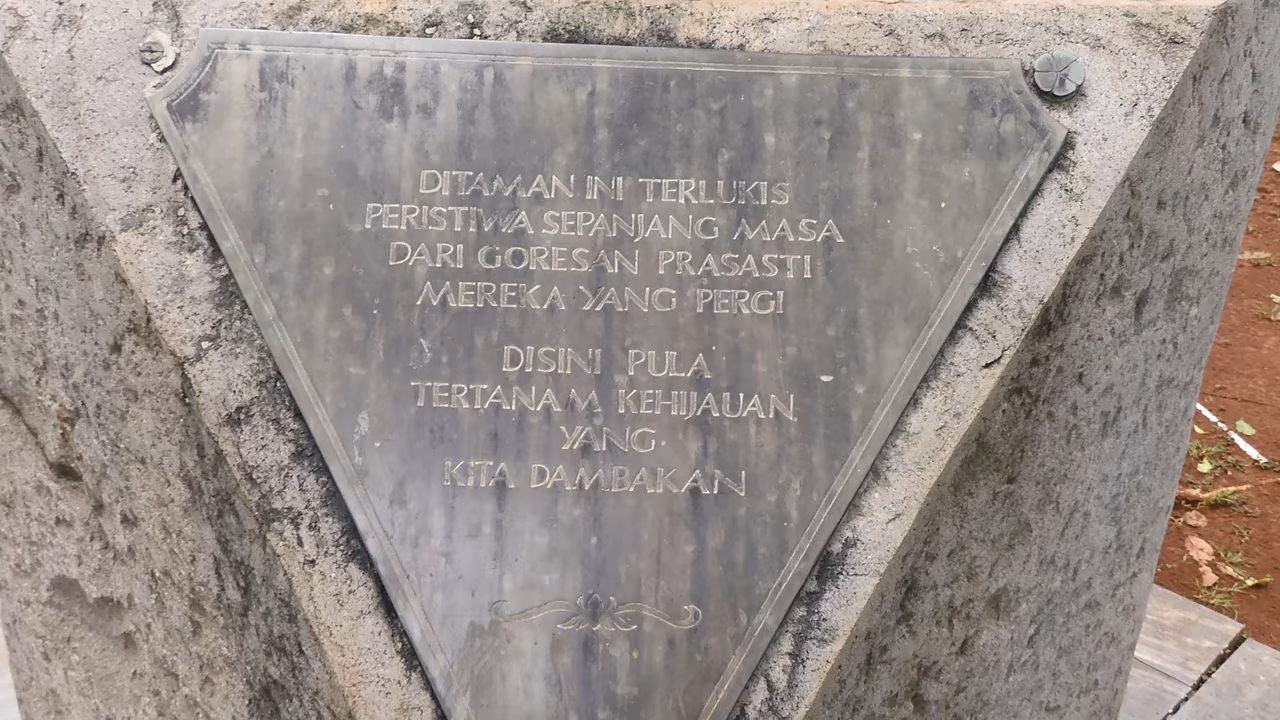 DITAMAN INI TERLUKIS
PERISTIWA SEPANJANG MASA
DARI GORESAN PRASASTI
MEREKA YANG PERGI
DISINI PULA
TERTANAM KEHIJAUAN
YANG
KITA DAMBAKAN